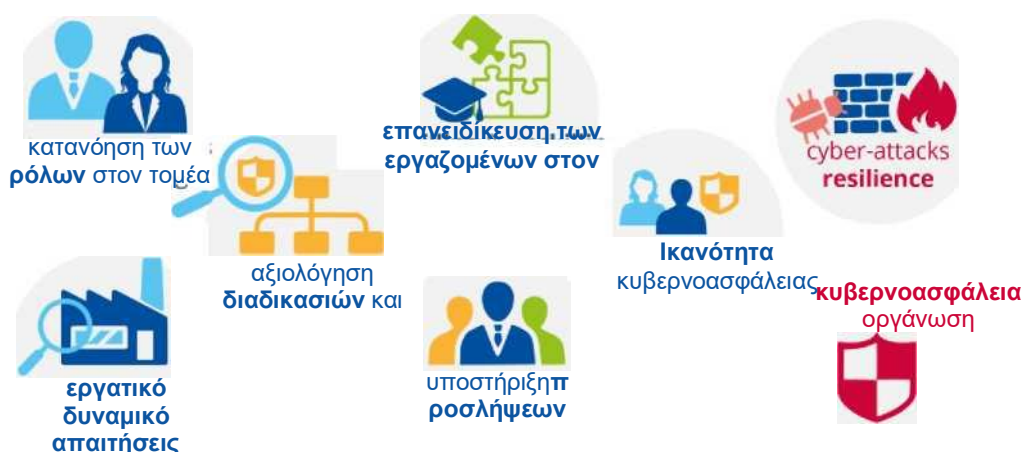 κατανόηση των
ρόλων στον τομέα
αξιολόγηση
διαδικασιών και
εργατικό
δυναμικό
απαιτήσεις
επανειδίκευση των
εργαζομένων στον
υποστήριξηπ
ροσλήψεων
Ικανότητα
κυβερνοασφάλειας
cyber-attacks
resilience
κυβερνοασφάλεια
οργάνωση